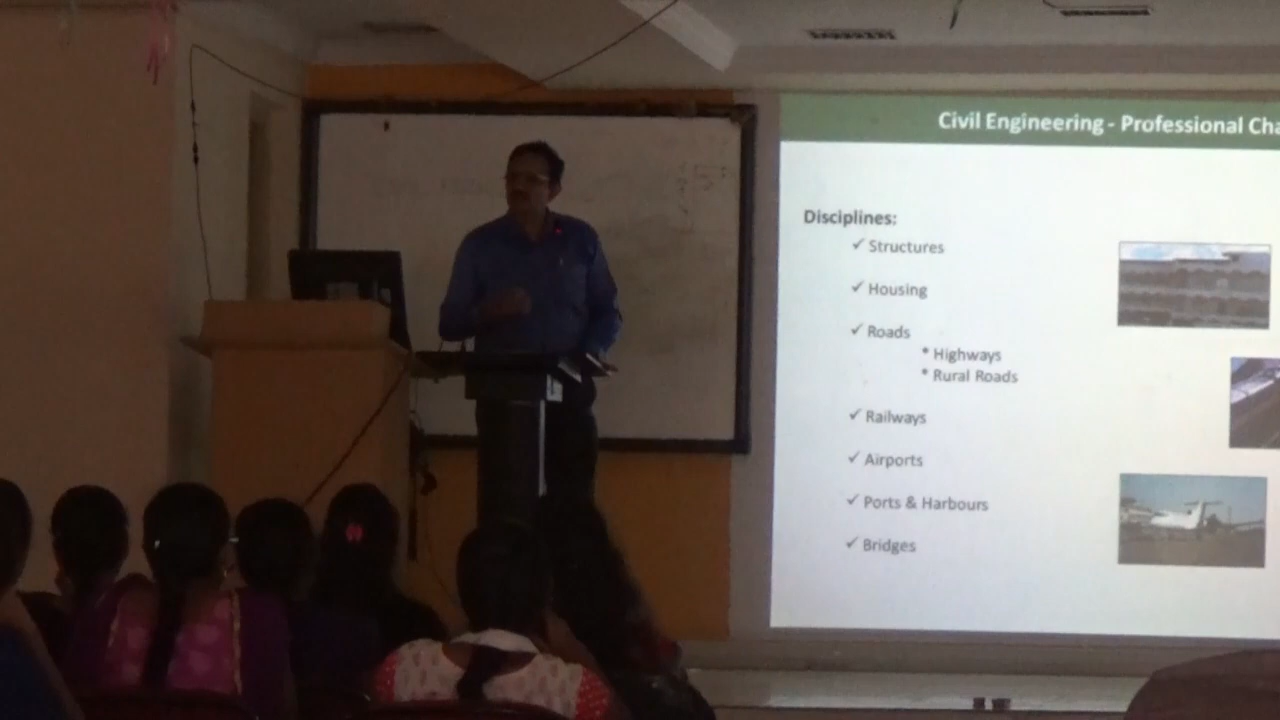 Civil Engineering - Professional Cha
Disciplines:
✓ Structures
✓ Housing
✓ Roads
* Highways
* Rural Roads
✓ Railways
✓ Airports
✓ Ports & Harbours
✓ Bridges